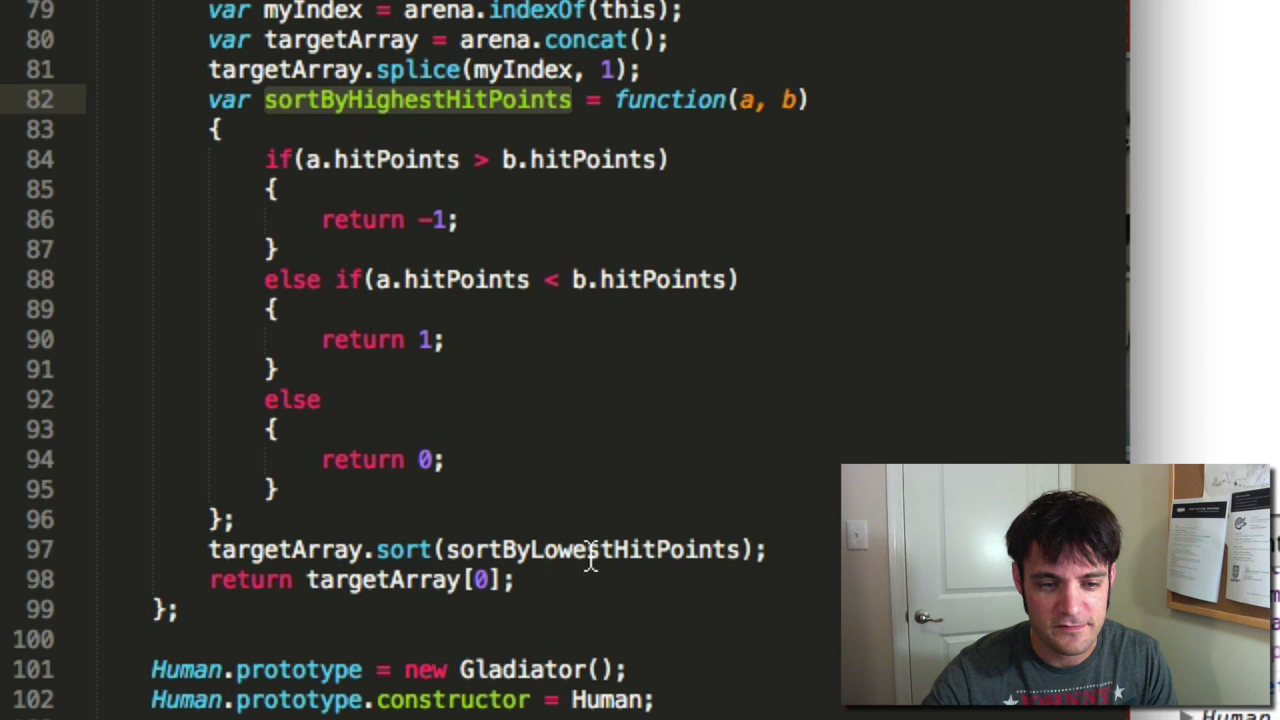 79 var myIndex = arena.indexOf(this);
80 var targetArray = arena.concat();
81 targetArray.splice(myIndex, 1);
82 var sortByHighestHitPoints = function(a, b)
83 {
84 if(a.hitPoints > b.hitPoints)
85 {
86 return -1;
87 }
88 else if(a.hitPoints < b.hitPoints)
89 {
90 return 1;
91 }
92 else
93 {
94 return 0;
95 }
96 };
97 targetArray.sort(sortByLowestHitPoints);
98 return targetArray[0];
99 };
100
101 Human.prototype = new Gladiator();
102 Human.prototype.constructor = Human;
Human